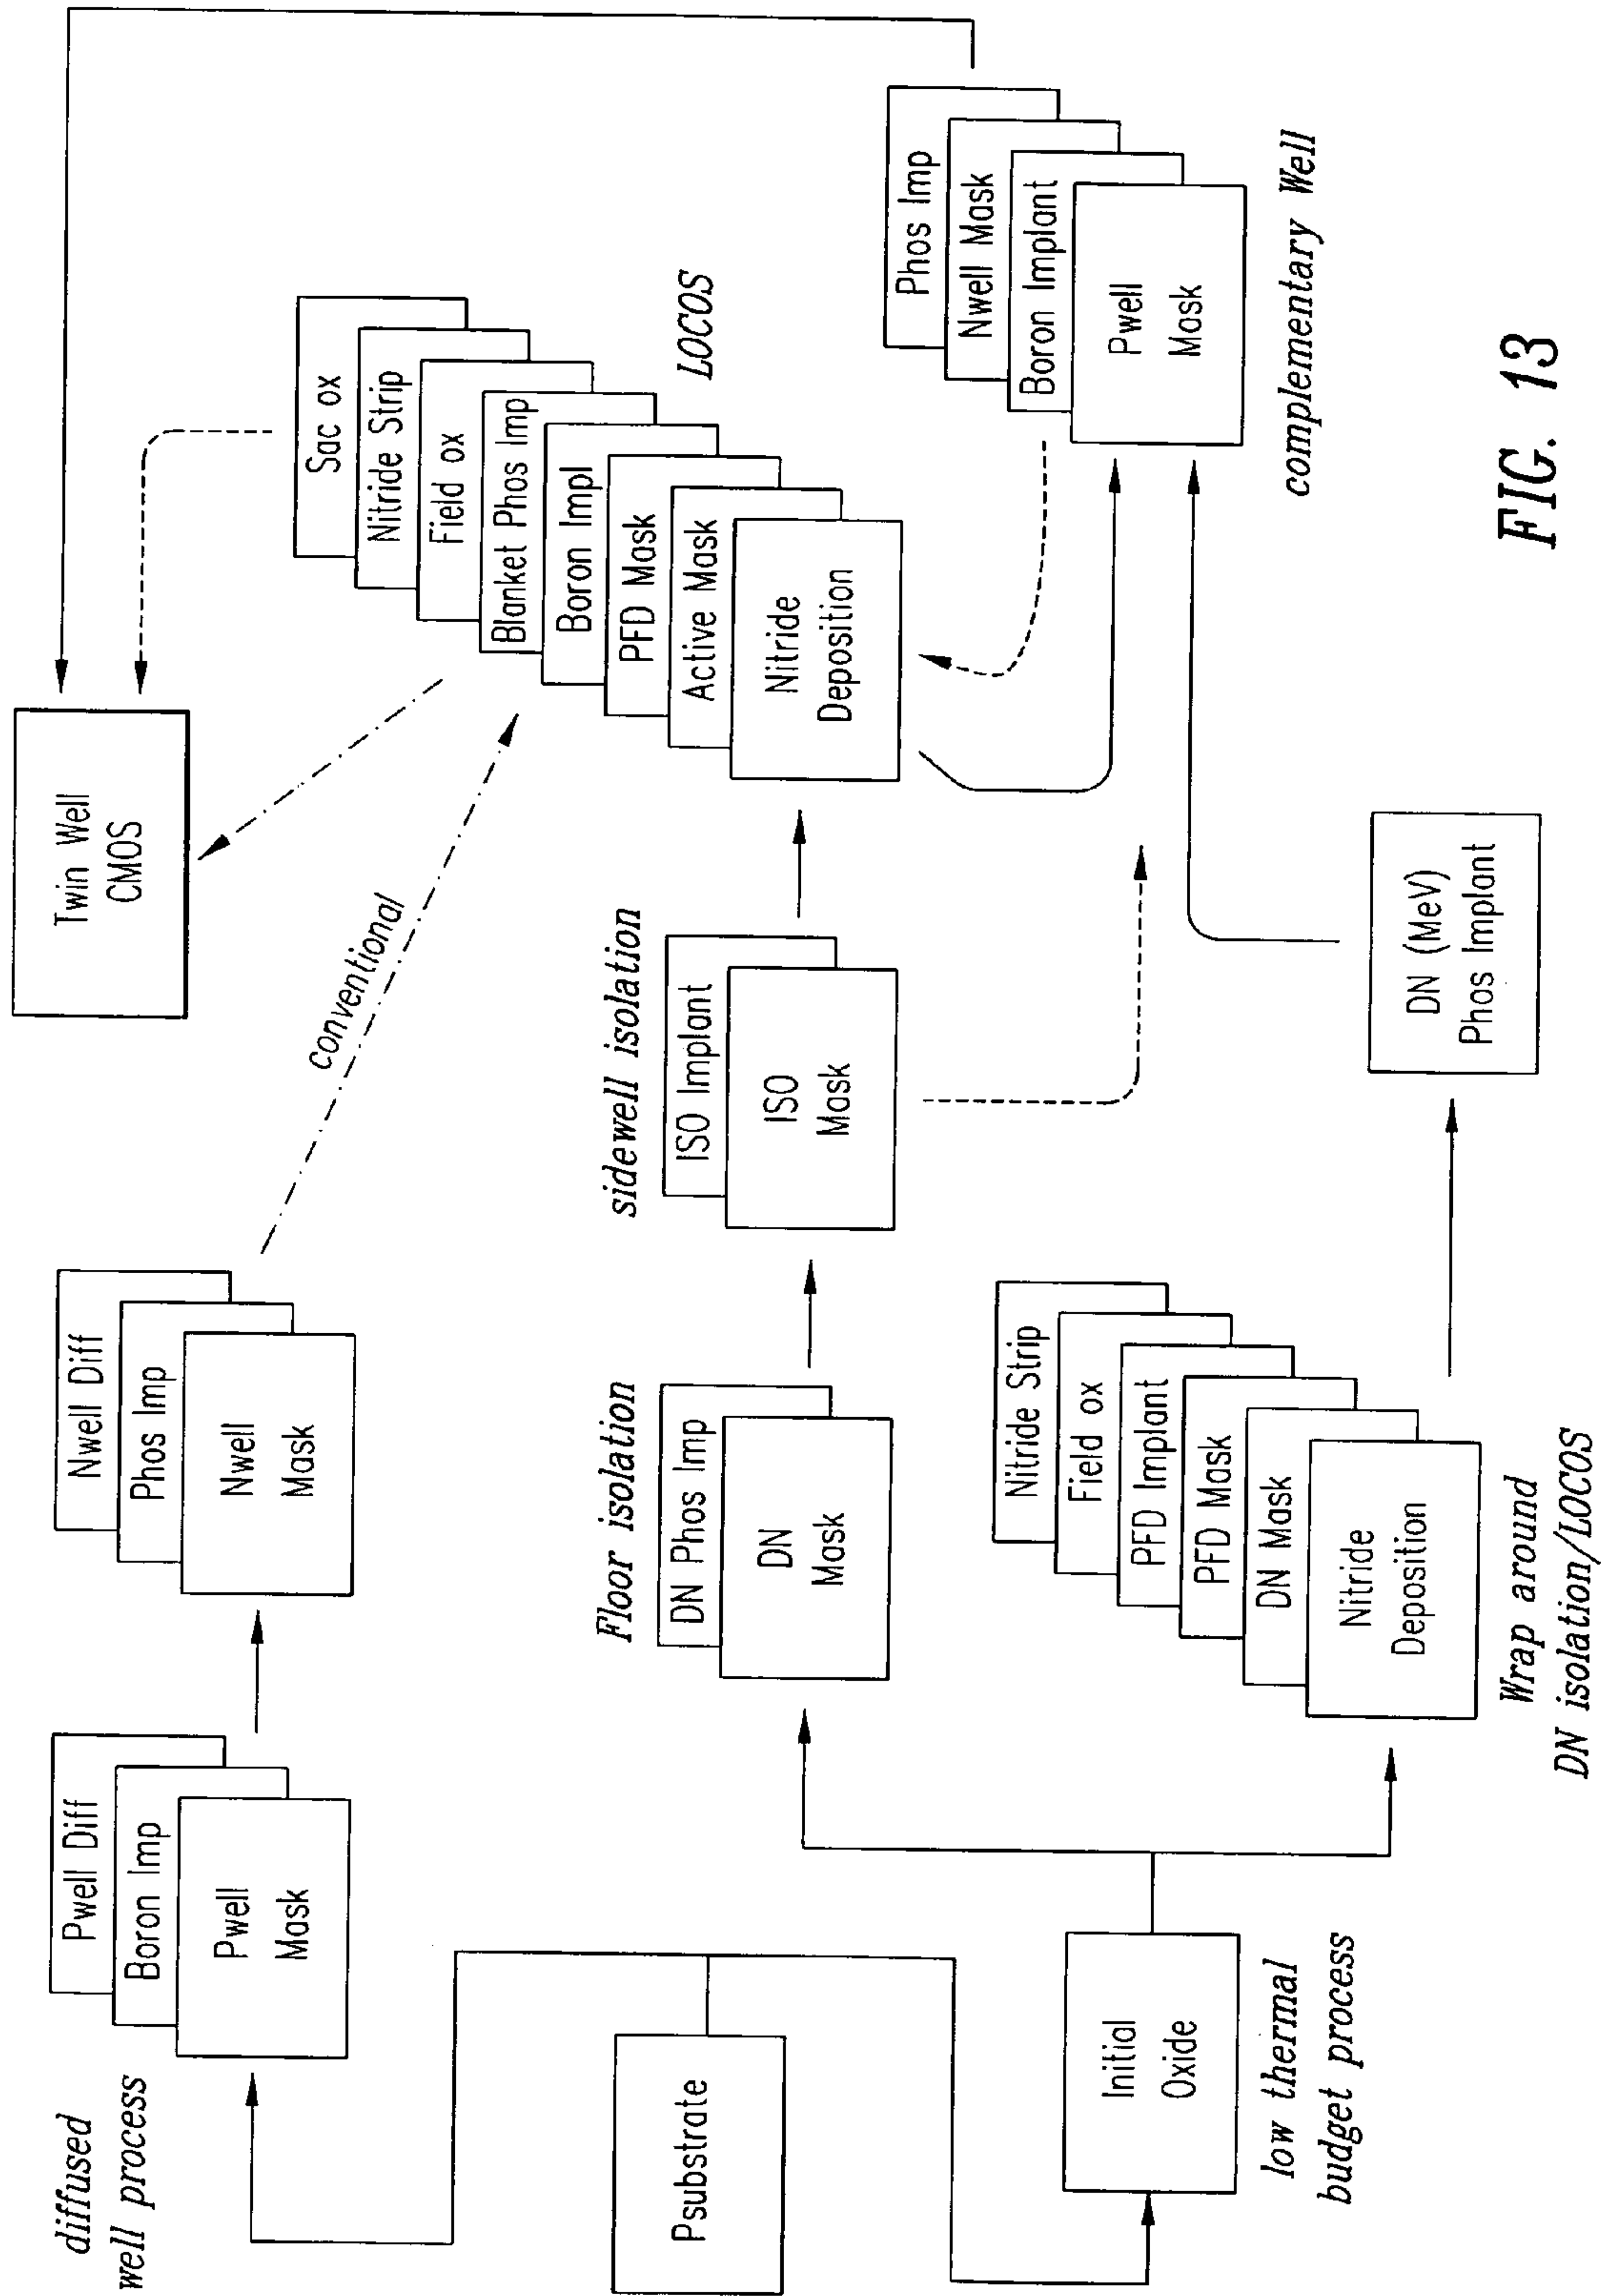 diffused
well process
Pwell Diff
Boron Imp
Pwell
Mask
Nwell Diff
Phos Imp
Nwell
Mask
conventional
Twin Well
CMOS
Psubstrate
Floor isolation
DN Phos Imp
DN
Mask
sidewell isolation
ISO Implant
ISO
Mask
Sac ox
Nitride Strip
Field ox
Blanket Phos Imp
Boron Impl
PFD Mask
Active Mask
Nitride
Deposition
LOCOS
Initial
Oxide
low thermal
budget process
Nitride Strip
Field ox
PFD Implant
PFD Mask
DN Mask
Nitride
Deposition
Wrap around
DN isolation/LOCOS
DN (MeV)
Phos Implant
Phos Imp
Nwell Mask
Boron Implant
Pwell
Mask
complementary Well
FIG. 13